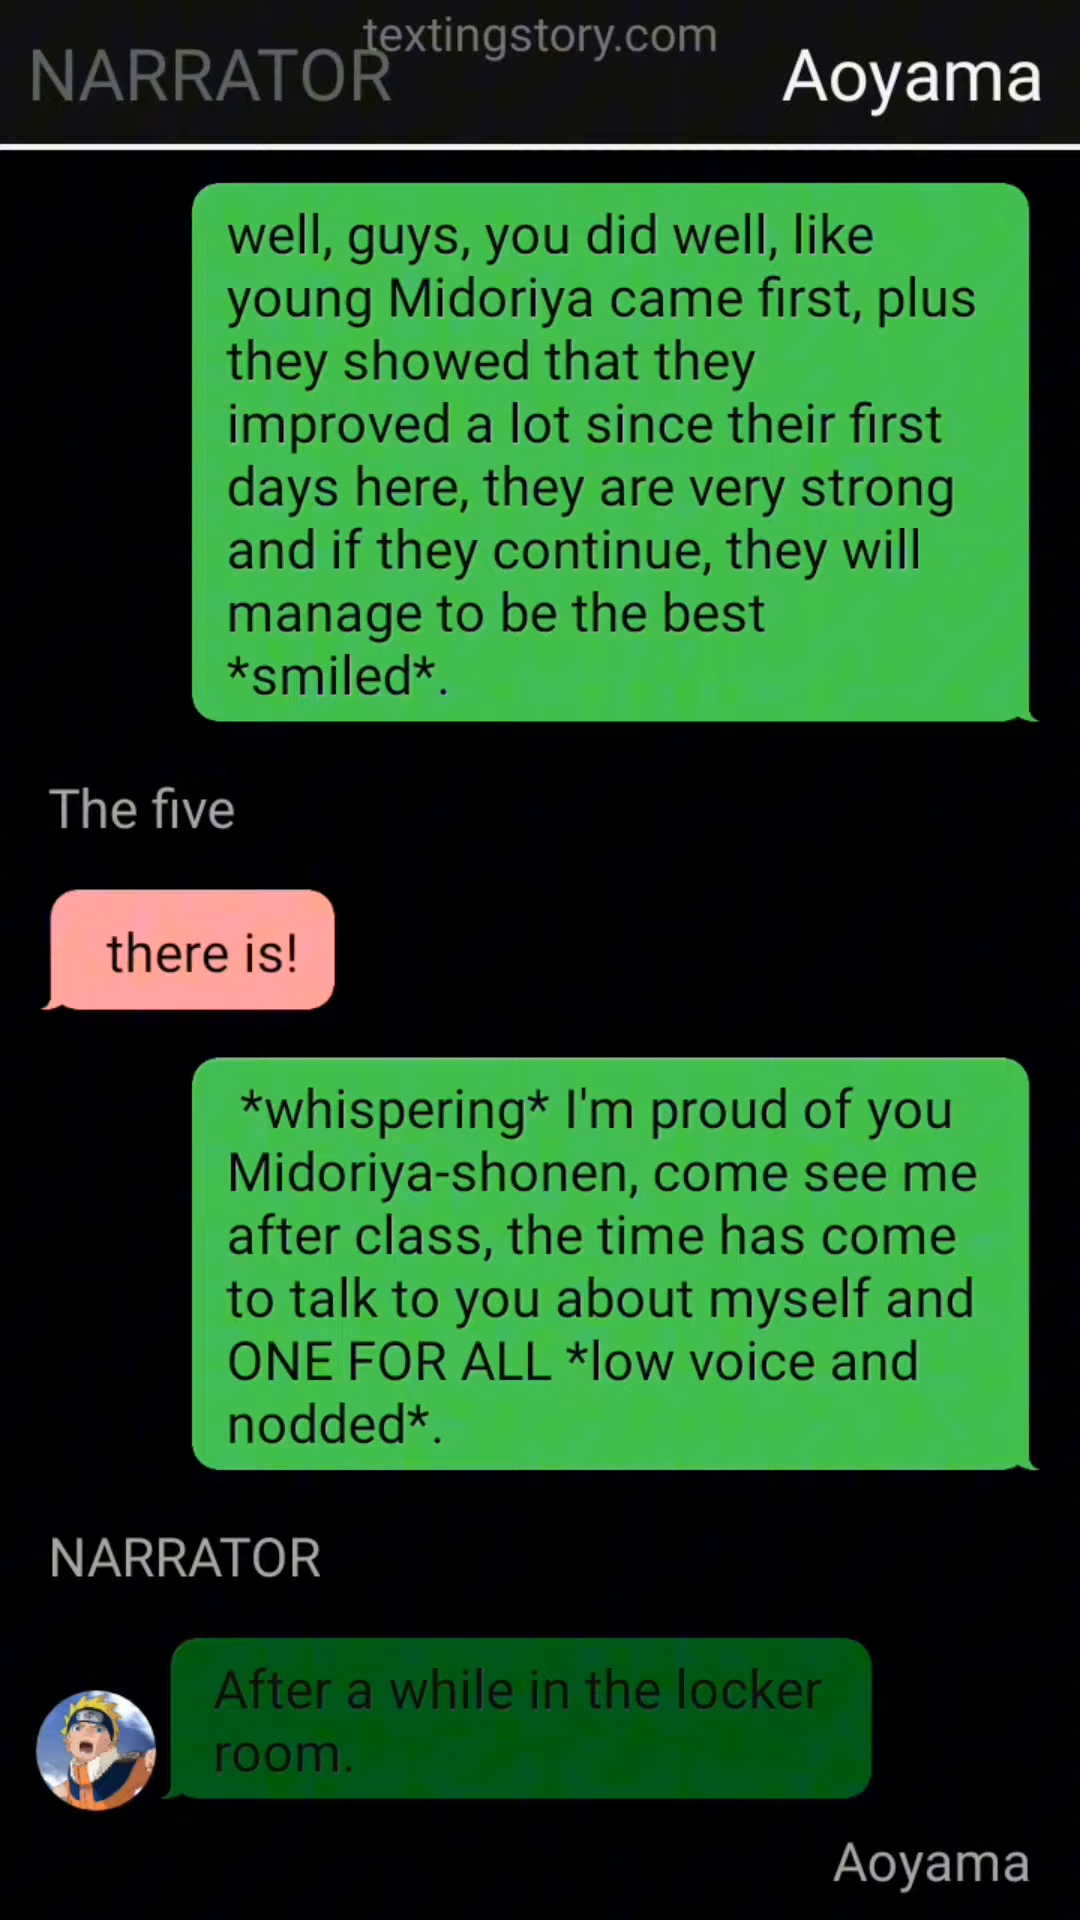 textingstory.com
NARRATOR
Aoyama
well, guys, you did well, like
young Midoriya came first, plus
they showed that they
improved a lot since their first
days here, they are very strong
and if they continue, they will
manage to be the best
*smiled*.
The five
there is!
*whispering* I'm proud of you
Midoriya-shonen, come see me
after class, the time has come
to talk to you about myself and
ONE FOR ALL *low voice and
nodded*.
NARRATOR
After a while in the locker
room.
Aoyama